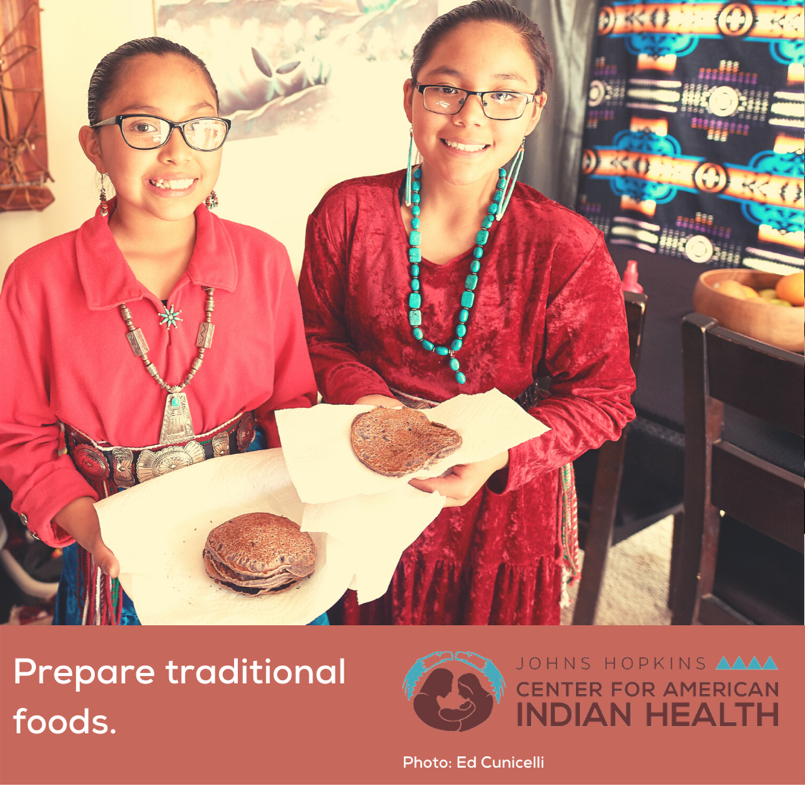 Prepare traditional
foods.
JOHNS HOPKINS
CENTER FOR AMERICAN
INDIAN HEALTH
Photo: Ed Cunicelli